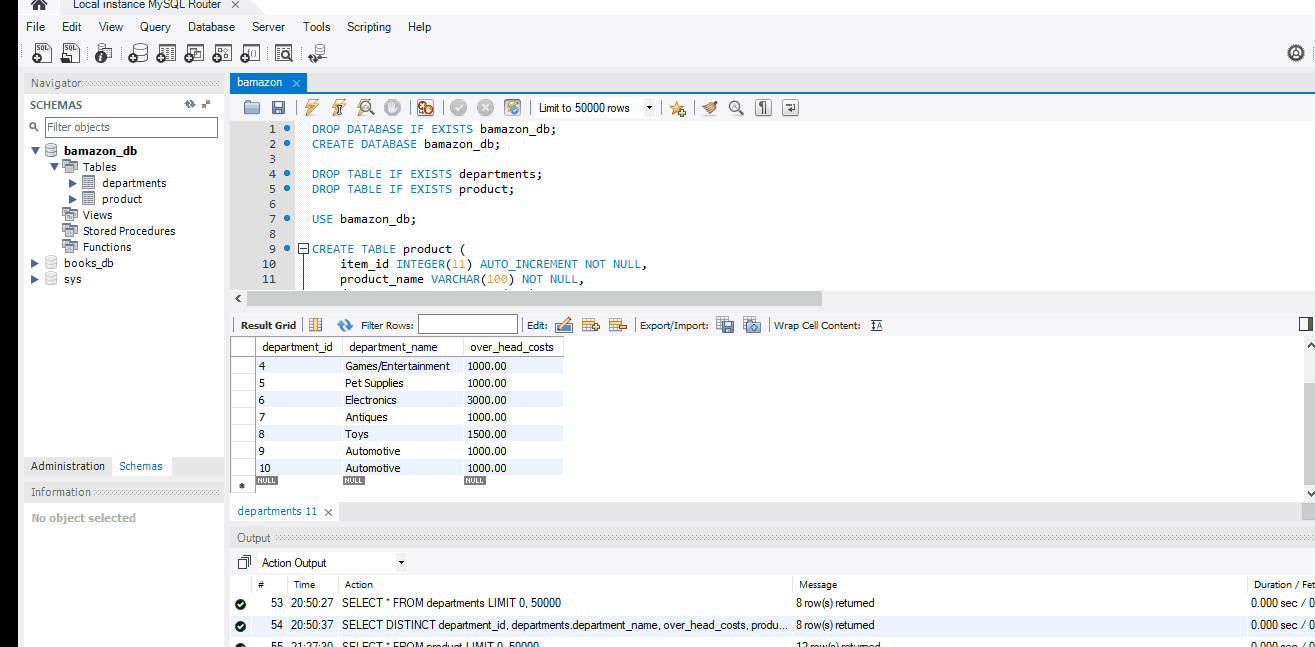 Local instance MySQL Router
File Edit View Query Database Server Tools Scripting Help
Navigator
SCHEMAS
Filter objects
bamazon_db
Tables
departments
product
Views
Stored Procedures
Functions
books_db
sys
Administration Schemas
Information
No object selected
bamazon
Limit to 50000 rows
1 DROP DATABASE IF EXISTS bamazon_db;
2 CREATE DATABASE bamazon_db;
3
4 DROP TABLE IF EXISTS departments;
5 DROP TABLE IF EXISTS product;
6
7 USE bamazon_db;
8
9 CREATE TABLE product (
10 item_id INTEGER(11) AUTO_INCREMENT NOT NULL,
11 product_name VARCHAR(100) NOT NULL,
Result Grid Filter Rows: Edit: Export/Import: Wrap Cell Content:
department_id department_name over_head_costs
4 Games/Entertainment 1000.00
5 Pet Supplies 1000.00
6 Electronics 3000.00
7 Antiques 1000.00
8 Toys 1500.00
9 Automotive 1000.00
10 Automotive 1000.00
NULL NULL NULL
departments 11
Output
Action Output
# Time Action Message Duration / Fet
53 20:50:27 SELECT * FROM departments LIMIT 0, 50000 8 row(s) returned 0.000 sec / 0
54 20:50:37 SELECT DISTINCT department_id, departments.department_name, over_head_costs, produ... 8 row(s) returned 0.000 sec / 0
55 21:27:30 SELECT * FROM product LIMIT 0, 50000 12 row(s) returned 0.000 sec / 0